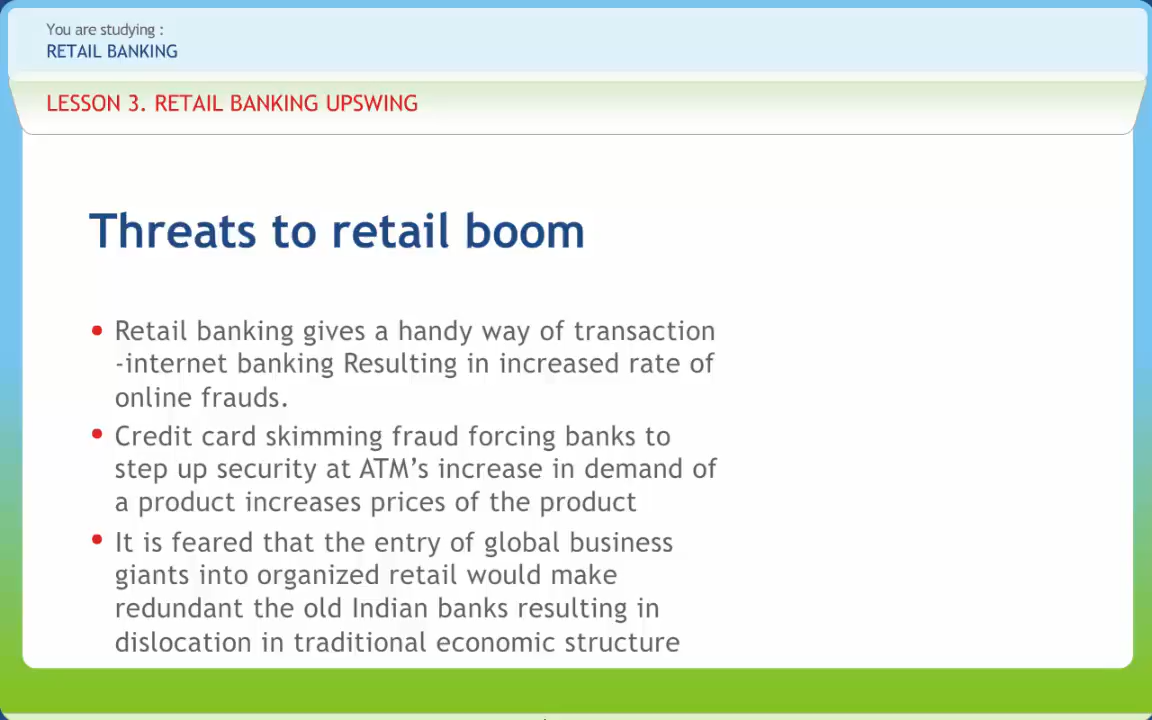 You are studying :
RETAIL BANKING
LESSON 3. RETAIL BANKING UPSWING
Threats to retail boom
• Retail banking gives a handy way of transaction
-internet banking Resulting in increased rate of
online frauds.
• Credit card skimming fraud forcing banks to
step up security at ATM’s increase in demand of
a product increases prices of the product
• It is feared that the entry of global business
giants into organized retail would make
redundant the old Indian banks resulting in
dislocation in traditional economic structure